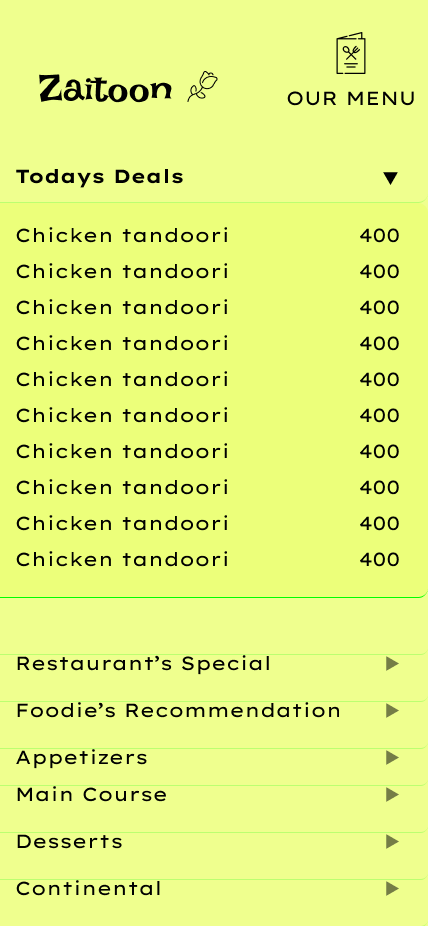 Zaitoon
OUR MENU
Todays Deals ▼
Chicken tandoori 400
Chicken tandoori 400
Chicken tandoori 400
Chicken tandoori 400
Chicken tandoori 400
Chicken tandoori 400
Chicken tandoori 400
Chicken tandoori 400
Chicken tandoori 400
Chicken tandoori 400
Restaurant’s Special ▶
Foodie’s Recommendation ▶
Appetizers ▶
Main Course ▶
Desserts ▶
Continental ▶